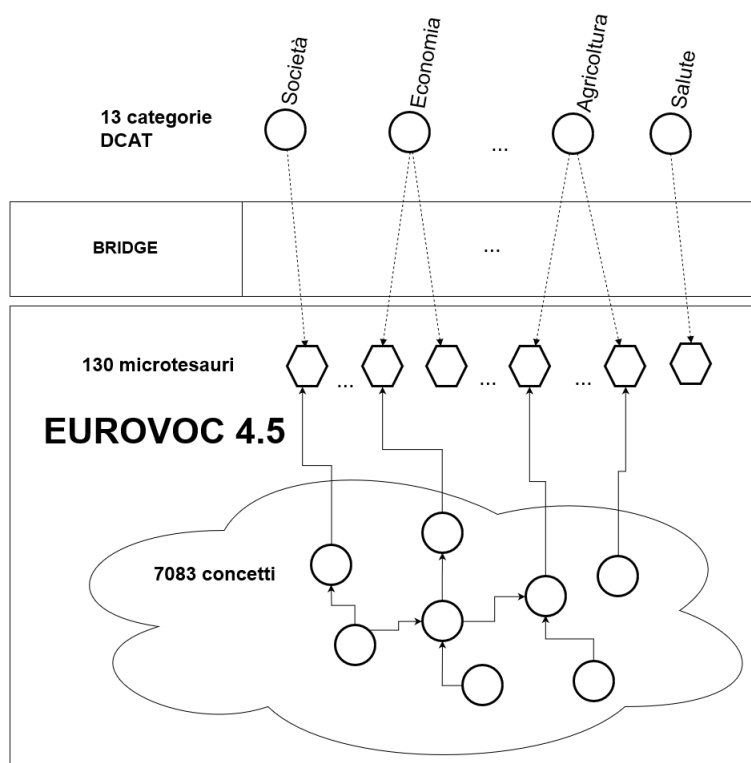 Società
Economia
Agricoltura
Salute
13 categorie
DCAT
...
BRIDGE
...
130 microtesauri
...
...
...
EUROVOC 4.5
7083 concetti